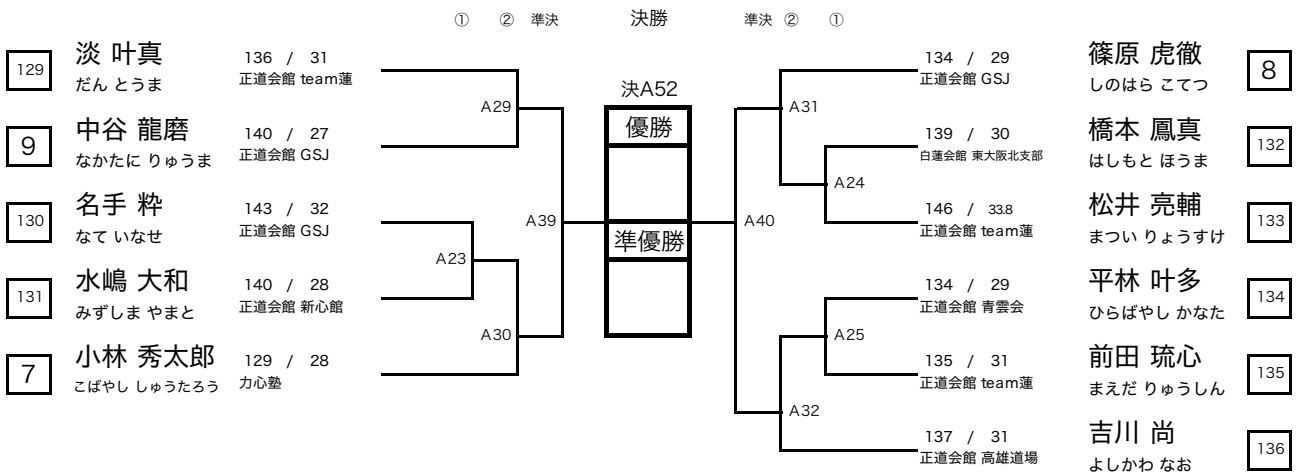 ① ② 準決 決勝 準決 ② ①
129
淡 叶真
だん とうま
136 / 31
正道会館 team蓮
9
中谷 龍磨
なかたに りゅうま
140 / 27
正道会館 GSJ
130
名手 粋
なて いなせ
143 / 32
正道会館 GSJ
131
水嶋 大和
みずしま やまと
140 / 28
正道会館 新心館
7
小林 秀太郎
こばやし しゅうたろう
129 / 28
力心塾
A29
A23
A30
A39
決A52
優勝
準優勝
A40
A31
A24
A25
A32
134 / 29
正道会館 GSJ
篠原 虎徹
しのはら こてつ
8
139 / 30
白蓮会館 東大阪北支部
橋本 鳳真
はしもと ほうま
132
146 / 33.8
正道会館 team蓮
松井 亮輔
まつい りょうすけ
133
134 / 29
正道会館 青雲会
平林 叶多
ひらばやし かなた
134
135 / 31
正道会館 team蓮
前田 琉心
まえだ りゅうしん
135
137 / 31
正道会館 高雄道場
吉川 尚
よしかわ なお
136